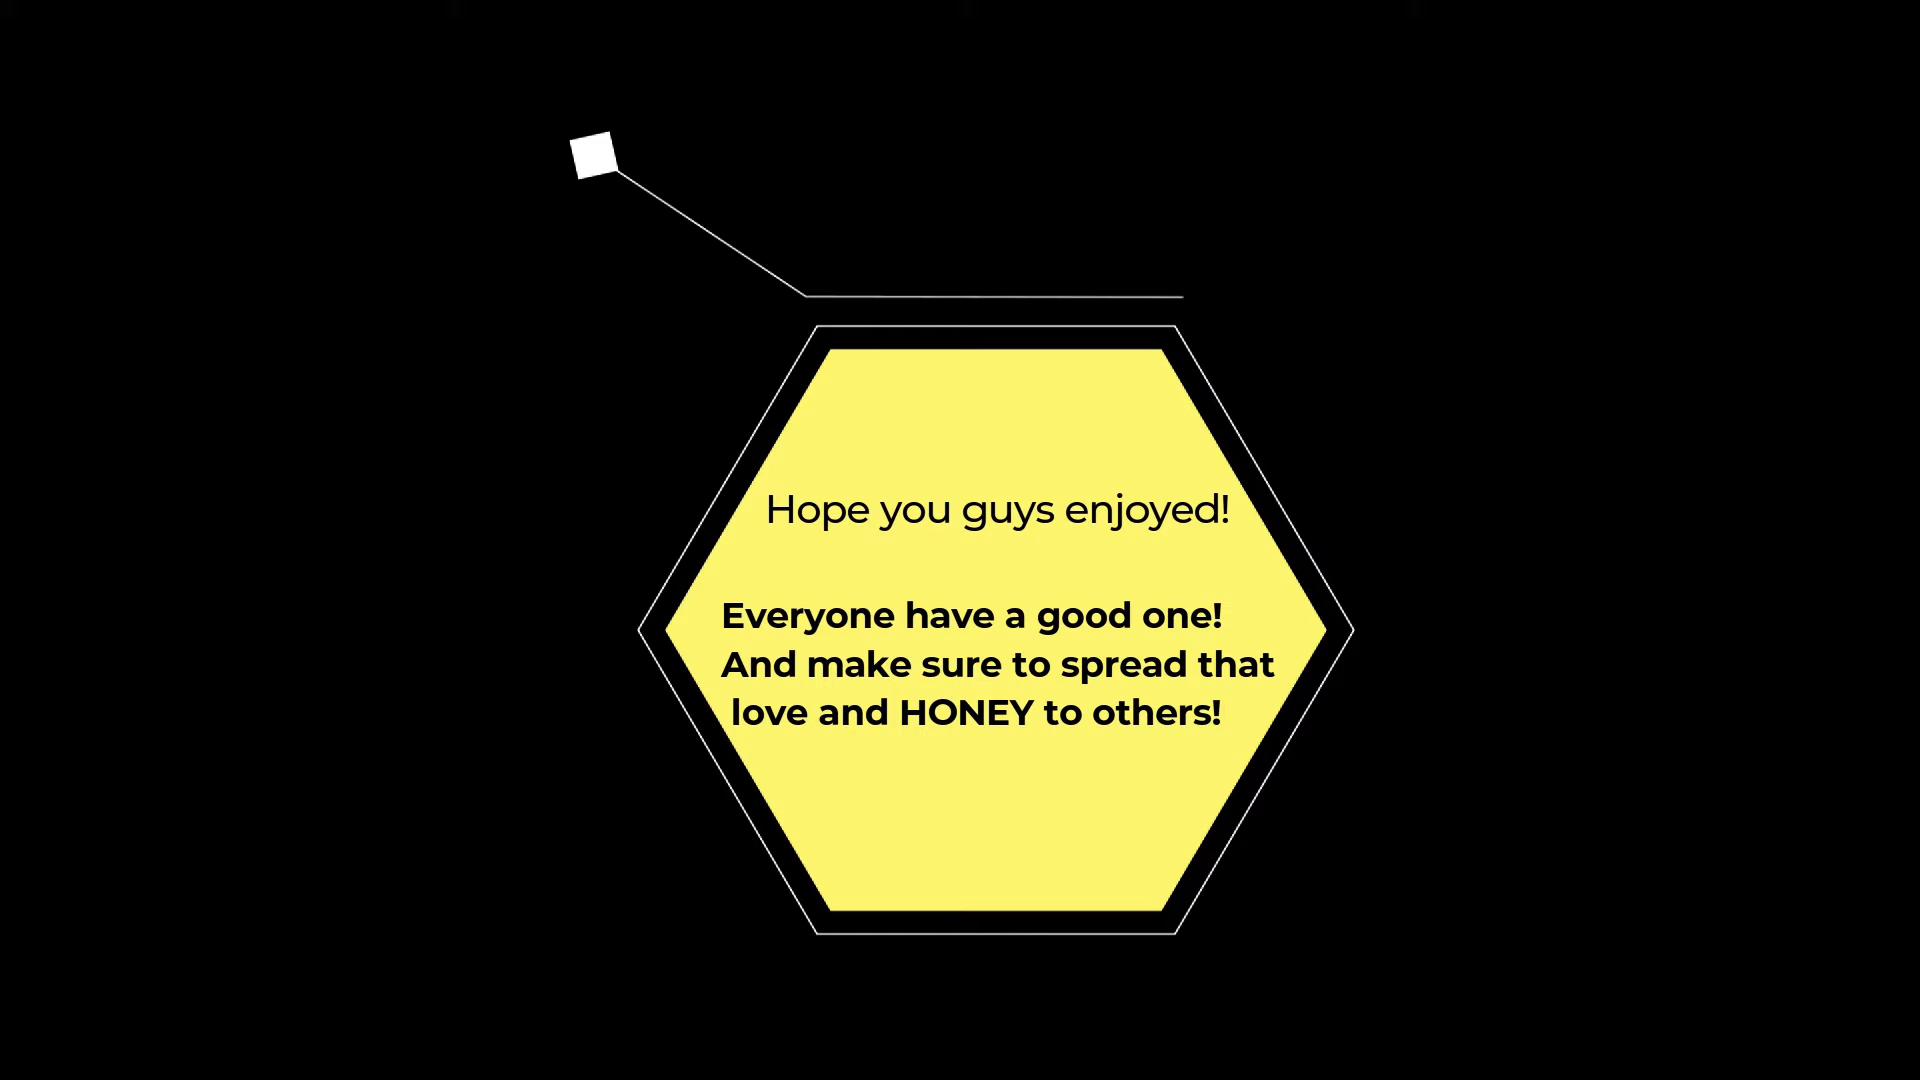 Hope you guys enjoyed!
Everyone have a good one!
And make sure to spread that
love and HONEY to others!